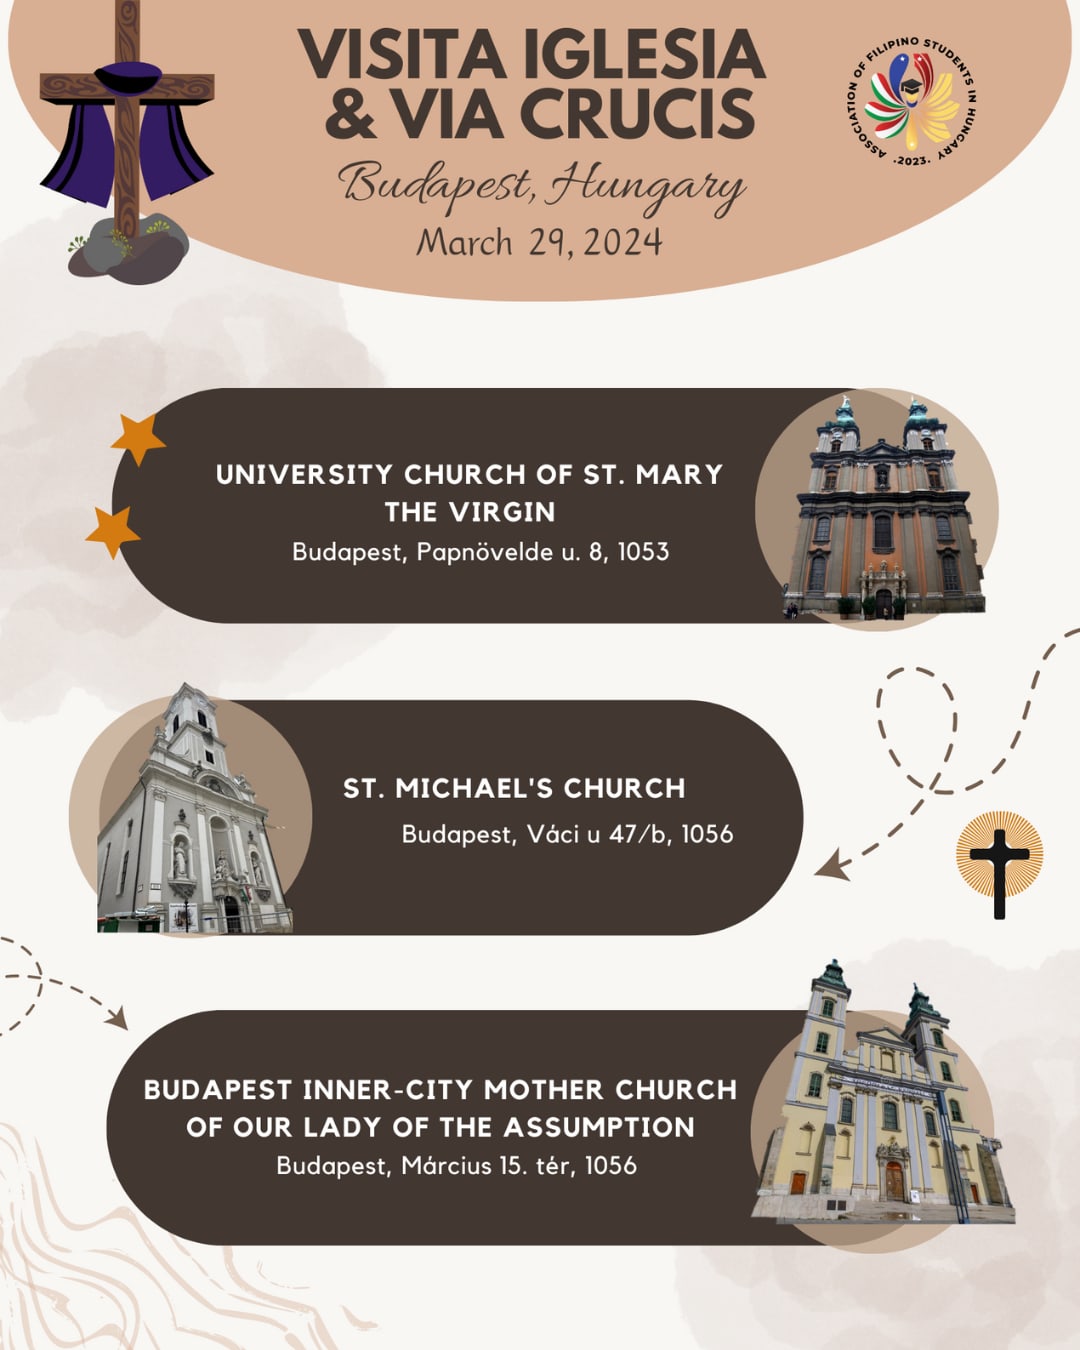 VISITA IGLESIA
& VIA CRUCIS
Budapest, Hungary
March 29, 2024
ASSOCIATION OF FILIPINO STUDENTS IN HUNGARY
· 2023 ·
UNIVERSITY CHURCH OF ST. MARY
THE VIRGIN
Budapest, Papnövelde u. 8, 1053
ST. MICHAEL'S CHURCH
Budapest, Váci u 47/b, 1056
BUDAPEST INNER-CITY MOTHER CHURCH
OF OUR LADY OF THE ASSUMPTION
Budapest, Március 15. tér, 1056